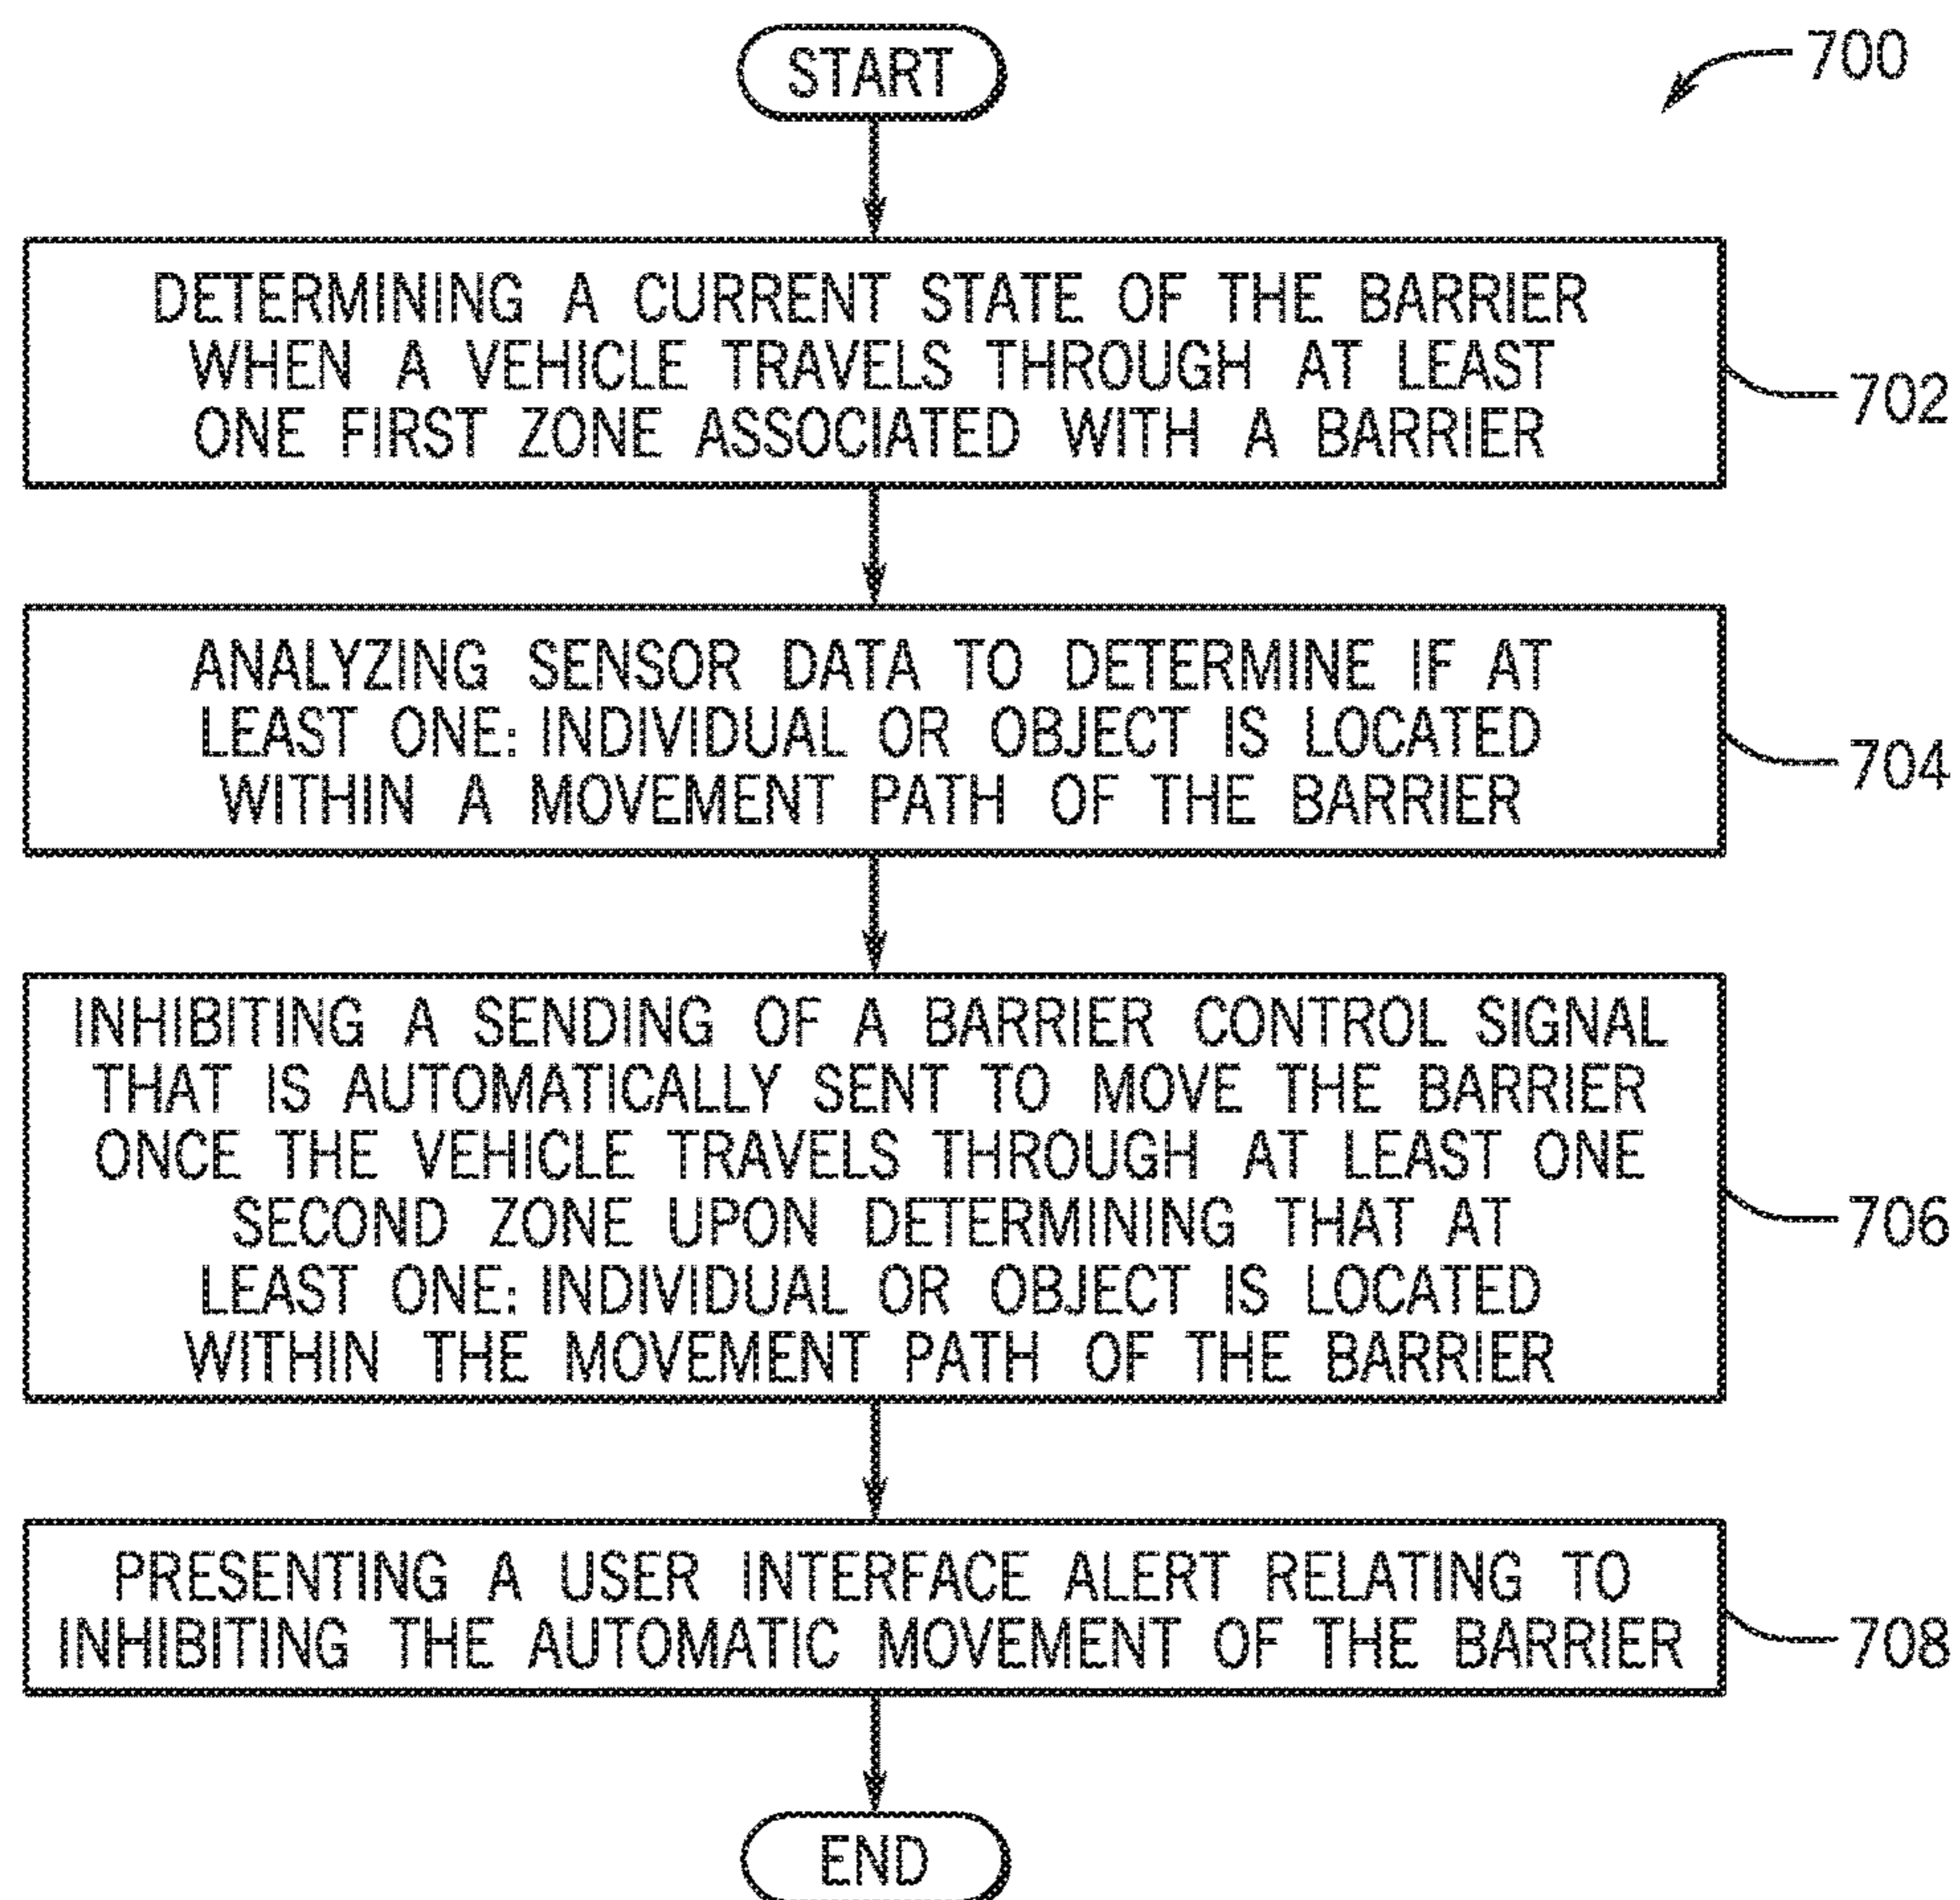 START
700
DETERMINING A CURRENT STATE OF THE BARRIER
WHEN A VEHICLE TRAVELS THROUGH AT LEAST
ONE FIRST ZONE ASSOCIATED WITH A BARRIER
702
ANALYZING SENSOR DATA TO DETERMINE IF AT
LEAST ONE: INDIVIDUAL OR OBJECT IS LOCATED
WITHIN A MOVEMENT PATH OF THE BARRIER
704
INHIBITING A SENDING OF A BARRIER CONTROL SIGNAL
THAT IS AUTOMATICALLY SENT TO MOVE THE BARRIER
ONCE THE VEHICLE TRAVELS THROUGH AT LEAST ONE
SECOND ZONE UPON DETERMINING THAT AT
LEAST ONE: INDIVIDUAL OR OBJECT IS LOCATED
WITHIN THE MOVEMENT PATH OF THE BARRIER
706
PRESENTING A USER INTERFACE ALERT RELATING TO
INHIBITING THE AUTOMATIC MOVEMENT OF THE BARRIER
708
END